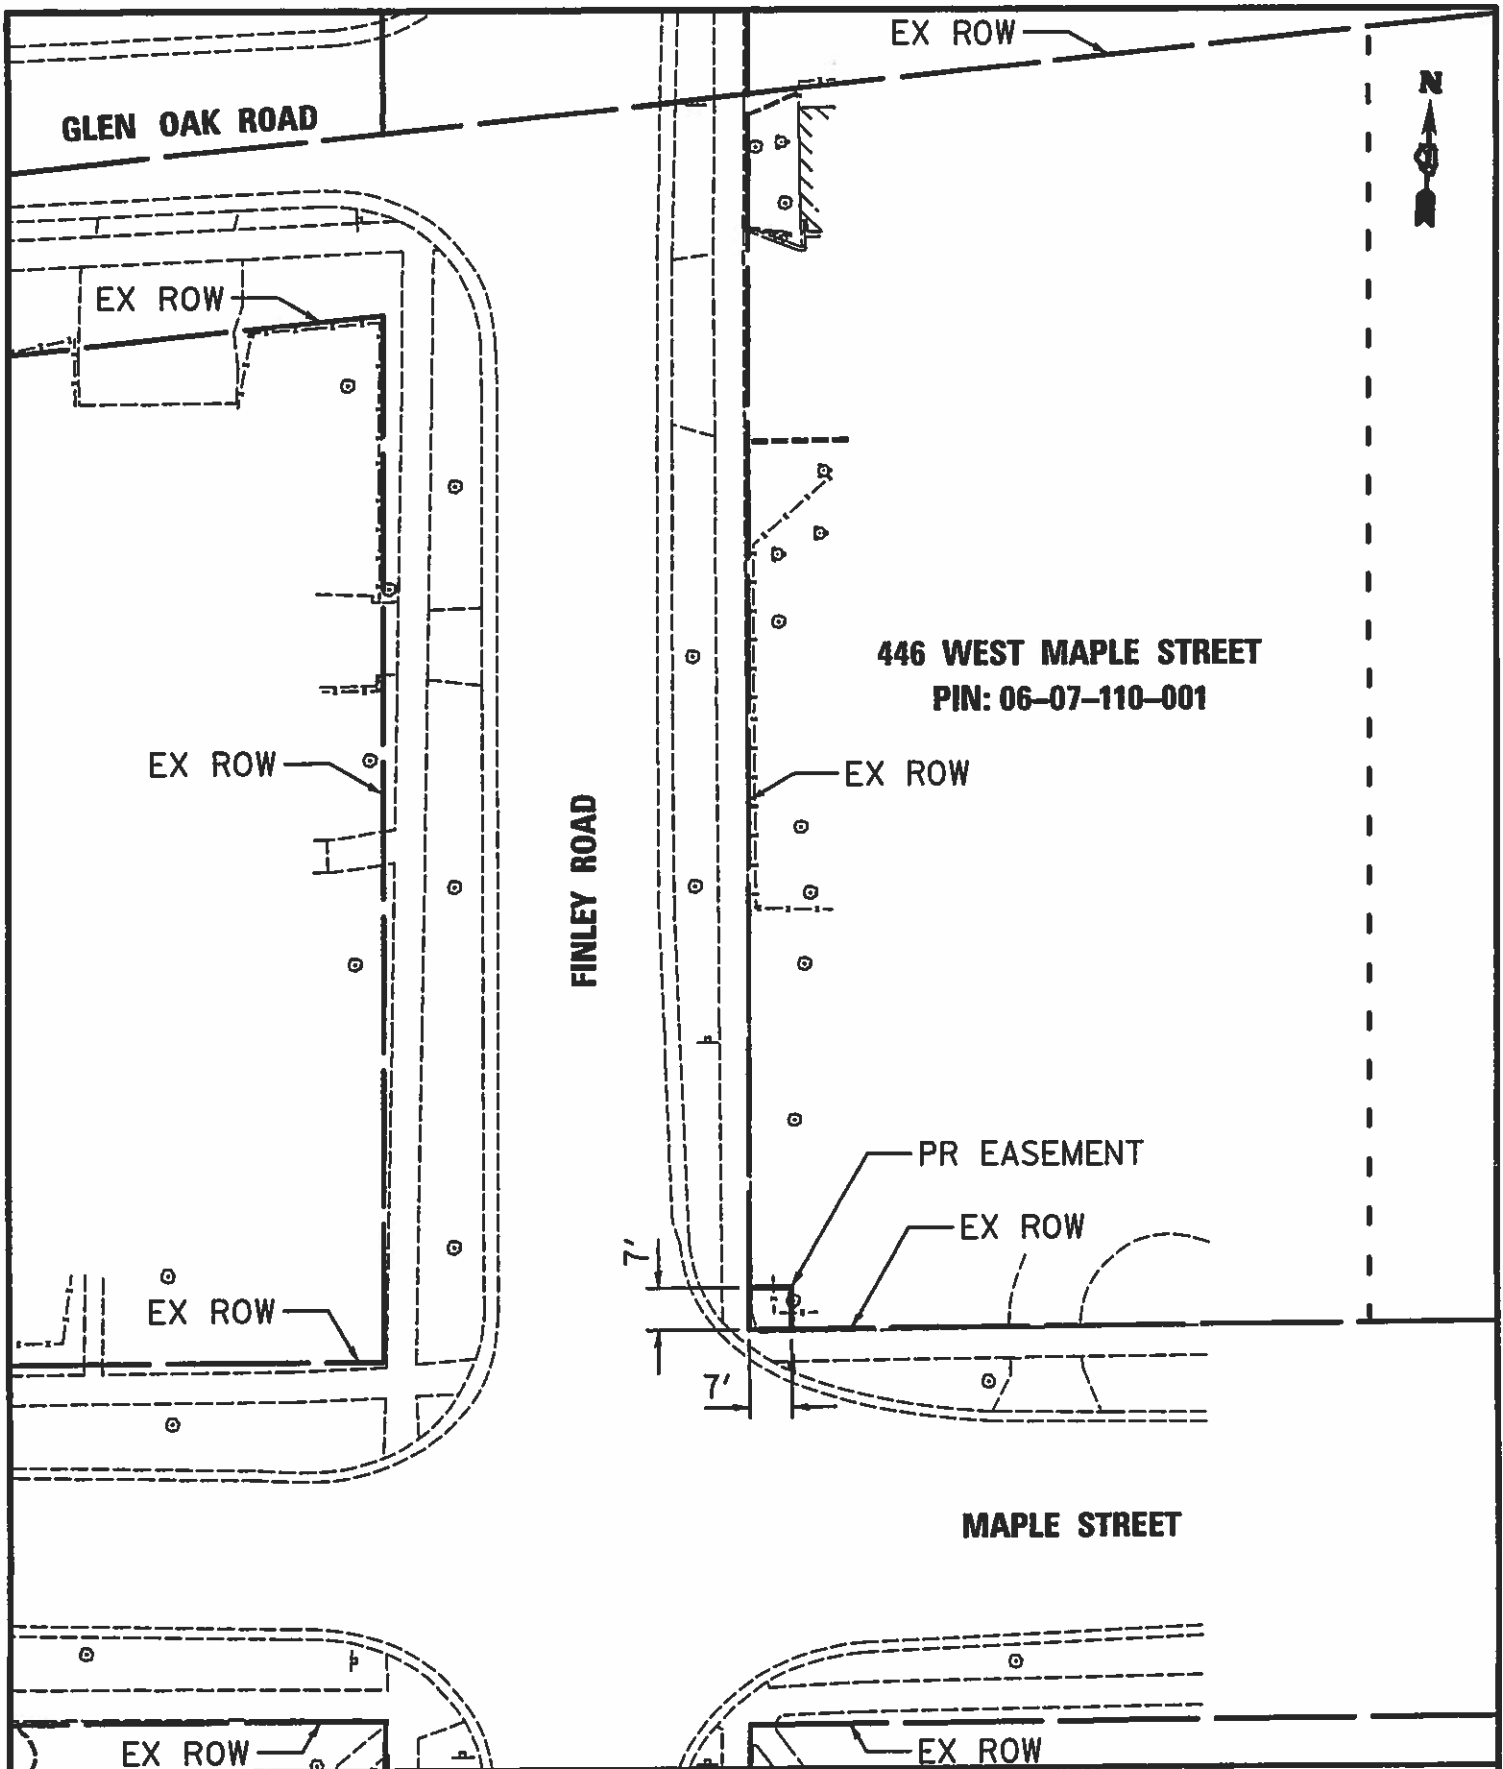 EX ROW
N
GLEN OAK ROAD
EX ROW
446 WEST MAPLE STREET
PIN: 06–07–110–001
EX ROW
EX ROW
FINLEY ROAD
PR EASEMENT
EX ROW
7'
EX ROW
7'
MAPLE STREET
EX ROW
EX ROW